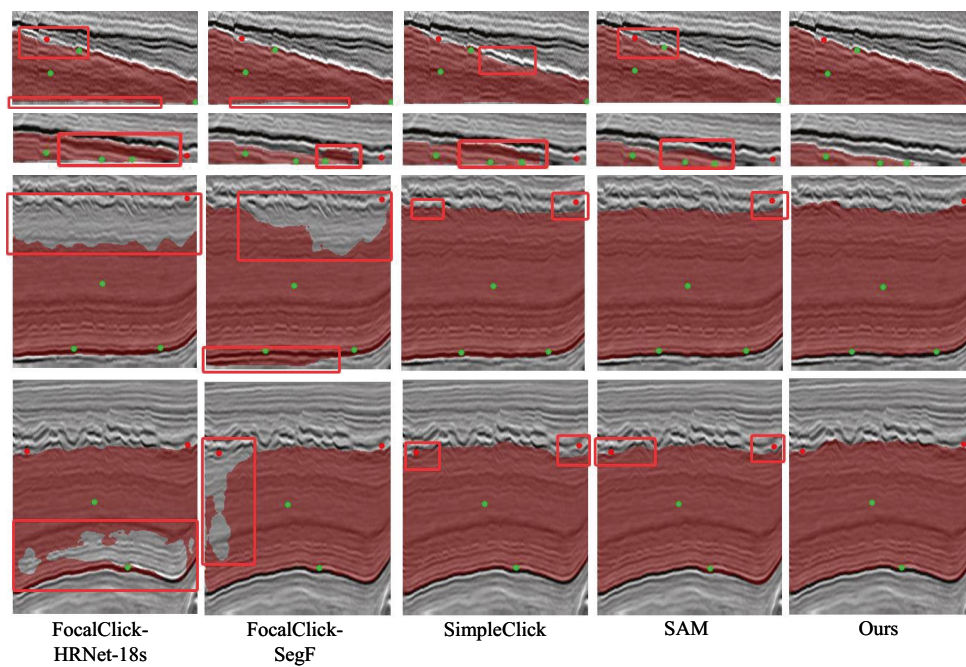 FocalClick-
HRNet-18s
FocalClick-
SegF
SimpleClick
SAM
Ours